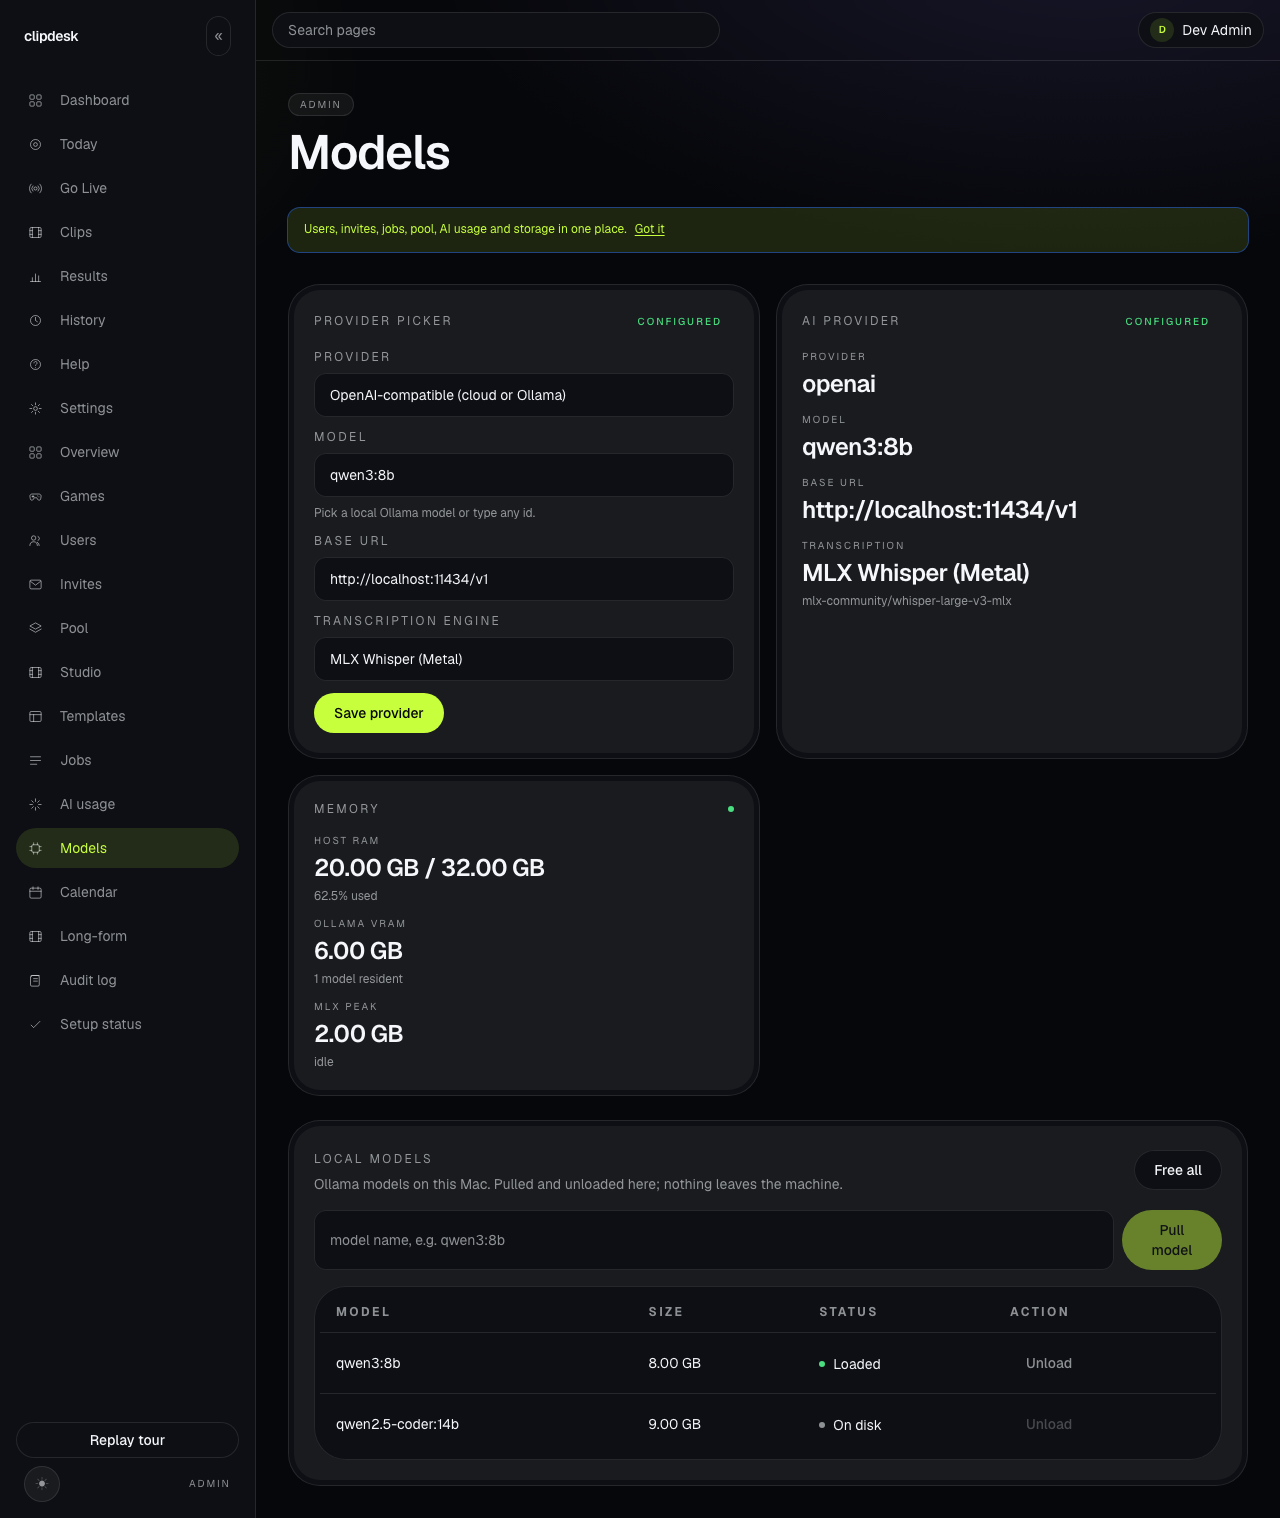 clipdesk
«
Dashboard
Today
Go Live
Clips
Results
History
Help
Settings
Overview
Games
Users
Invites
Pool
Studio
Templates
Jobs
AI usage
Models
Calendar
Long-form
Audit log
Setup status
Replay tour
ADMIN
Search pages
D Dev Admin
ADMIN
Models
Users, invites, jobs, pool, AI usage and storage in one place. Got it
PROVIDER PICKER CONFIGURED
PROVIDER
OpenAI-compatible (cloud or Ollama)
MODEL
qwen3:8b
Pick a local Ollama model or type any id.
BASE URL
http://localhost:11434/v1
TRANSCRIPTION ENGINE
MLX Whisper (Metal)
Save provider
AI PROVIDER CONFIGURED
PROVIDER
openai
MODEL
qwen3:8b
BASE URL
http://localhost:11434/v1
TRANSCRIPTION
MLX Whisper (Metal)
mlx-community/whisper-large-v3-mlx
MEMORY
HOST RAM
20.00 GB / 32.00 GB
62.5% used
OLLAMA VRAM
6.00 GB
1 model resident
MLX PEAK
2.00 GB
idle
LOCAL MODELS
Ollama models on this Mac. Pulled and unloaded here; nothing leaves the machine.
Free all
model name, e.g. qwen3:8b
Pull
model
MODEL SIZE STATUS ACTION
qwen3:8b 8.00 GB Loaded Unload
qwen2.5-coder:14b 9.00 GB On disk Unload